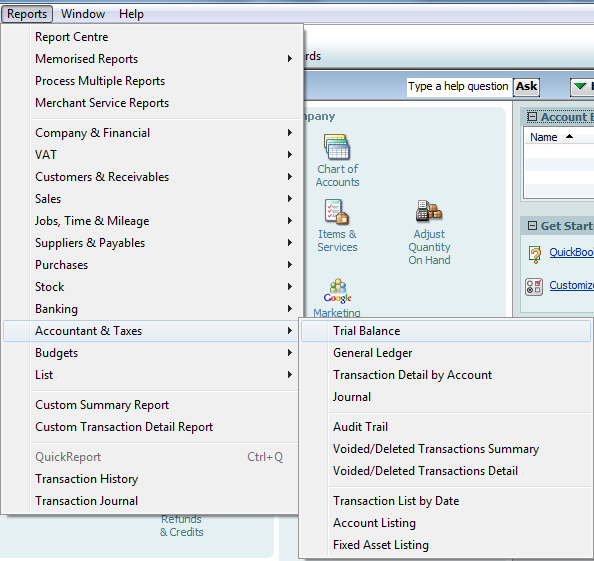 Reports Window Help
Report Centre
Memorised Reports
Process Multiple Reports
Merchant Service Reports
Company & Financial
VAT
Customers & Receivables
Sales
Jobs, Time & Mileage
Suppliers & Payables
Purchases
Stock
Banking
Accountant & Taxes
Budgets
List
Custom Summary Report
Custom Transaction Detail Report
QuickReport Ctrl+Q
Transaction History
Transaction Journal
Trial Balance
General Ledger
Transaction Detail by Account
Journal
Audit Trail
Voided/Deleted Transactions Summary
Voided/Deleted Transactions Detail
Transaction List by Date
Account Listing
Fixed Asset Listing
rds
Type a help question Ask
pany
Chart of
Accounts
Items &
Services
Adjust
Quantity
On Hand
Google
Marketing
Refunds
& Credits
Account B
Name
Get Starte
QuickBoo
Customize